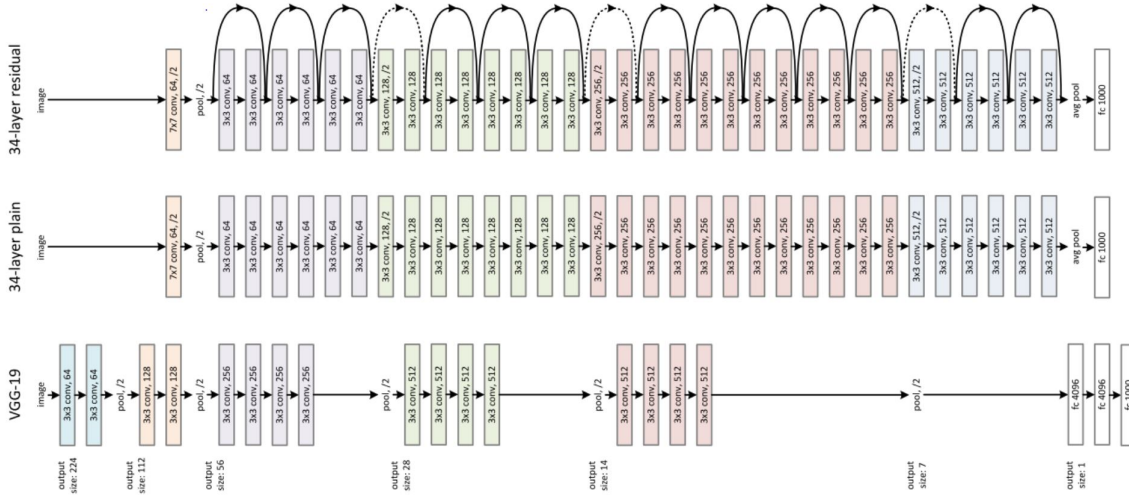 34-layer residual
image
7x7 conv, 64, /2
pool, /2
3x3 conv, 64
3x3 conv, 64
3x3 conv, 64
3x3 conv, 64
3x3 conv, 64
3x3 conv, 64
3x3 conv, 128, /2
3x3 conv, 128
3x3 conv, 128
3x3 conv, 128
3x3 conv, 128
3x3 conv, 128
3x3 conv, 128
3x3 conv, 128
3x3 conv, 256, /2
3x3 conv, 256
3x3 conv, 256
3x3 conv, 256
3x3 conv, 256
3x3 conv, 256
3x3 conv, 256
3x3 conv, 256
3x3 conv, 256
3x3 conv, 256
3x3 conv, 256
3x3 conv, 256
3x3 conv, 512, /2
3x3 conv, 512
3x3 conv, 512
3x3 conv, 512
3x3 conv, 512
3x3 conv, 512
avg pool
fc 1000
34-layer plain
image
7x7 conv, 64, /2
pool, /2
3x3 conv, 64
3x3 conv, 64
3x3 conv, 64
3x3 conv, 64
3x3 conv, 64
3x3 conv, 64
3x3 conv, 128, /2
3x3 conv, 128
3x3 conv, 128
3x3 conv, 128
3x3 conv, 128
3x3 conv, 128
3x3 conv, 128
3x3 conv, 128
3x3 conv, 256, /2
3x3 conv, 256
3x3 conv, 256
3x3 conv, 256
3x3 conv, 256
3x3 conv, 256
3x3 conv, 256
3x3 conv, 256
3x3 conv, 256
3x3 conv, 256
3x3 conv, 256
3x3 conv, 256
3x3 conv, 512, /2
3x3 conv, 512
3x3 conv, 512
3x3 conv, 512
3x3 conv, 512
3x3 conv, 512
avg pool
fc 1000
VGG-19
image
3x3 conv, 64
3x3 conv, 64
pool, /2
3x3 conv, 128
3x3 conv, 128
pool, /2
3x3 conv, 256
3x3 conv, 256
3x3 conv, 256
3x3 conv, 256
pool, /2
3x3 conv, 512
3x3 conv, 512
3x3 conv, 512
3x3 conv, 512
pool, /2
3x3 conv, 512
3x3 conv, 512
3x3 conv, 512
3x3 conv, 512
pool, /2
fc 4096
fc 4096
fc 1000
output
size: 224
output
size: 112
output
size: 56
output
size: 28
output
size: 14
output
size: 7
output
size: 1